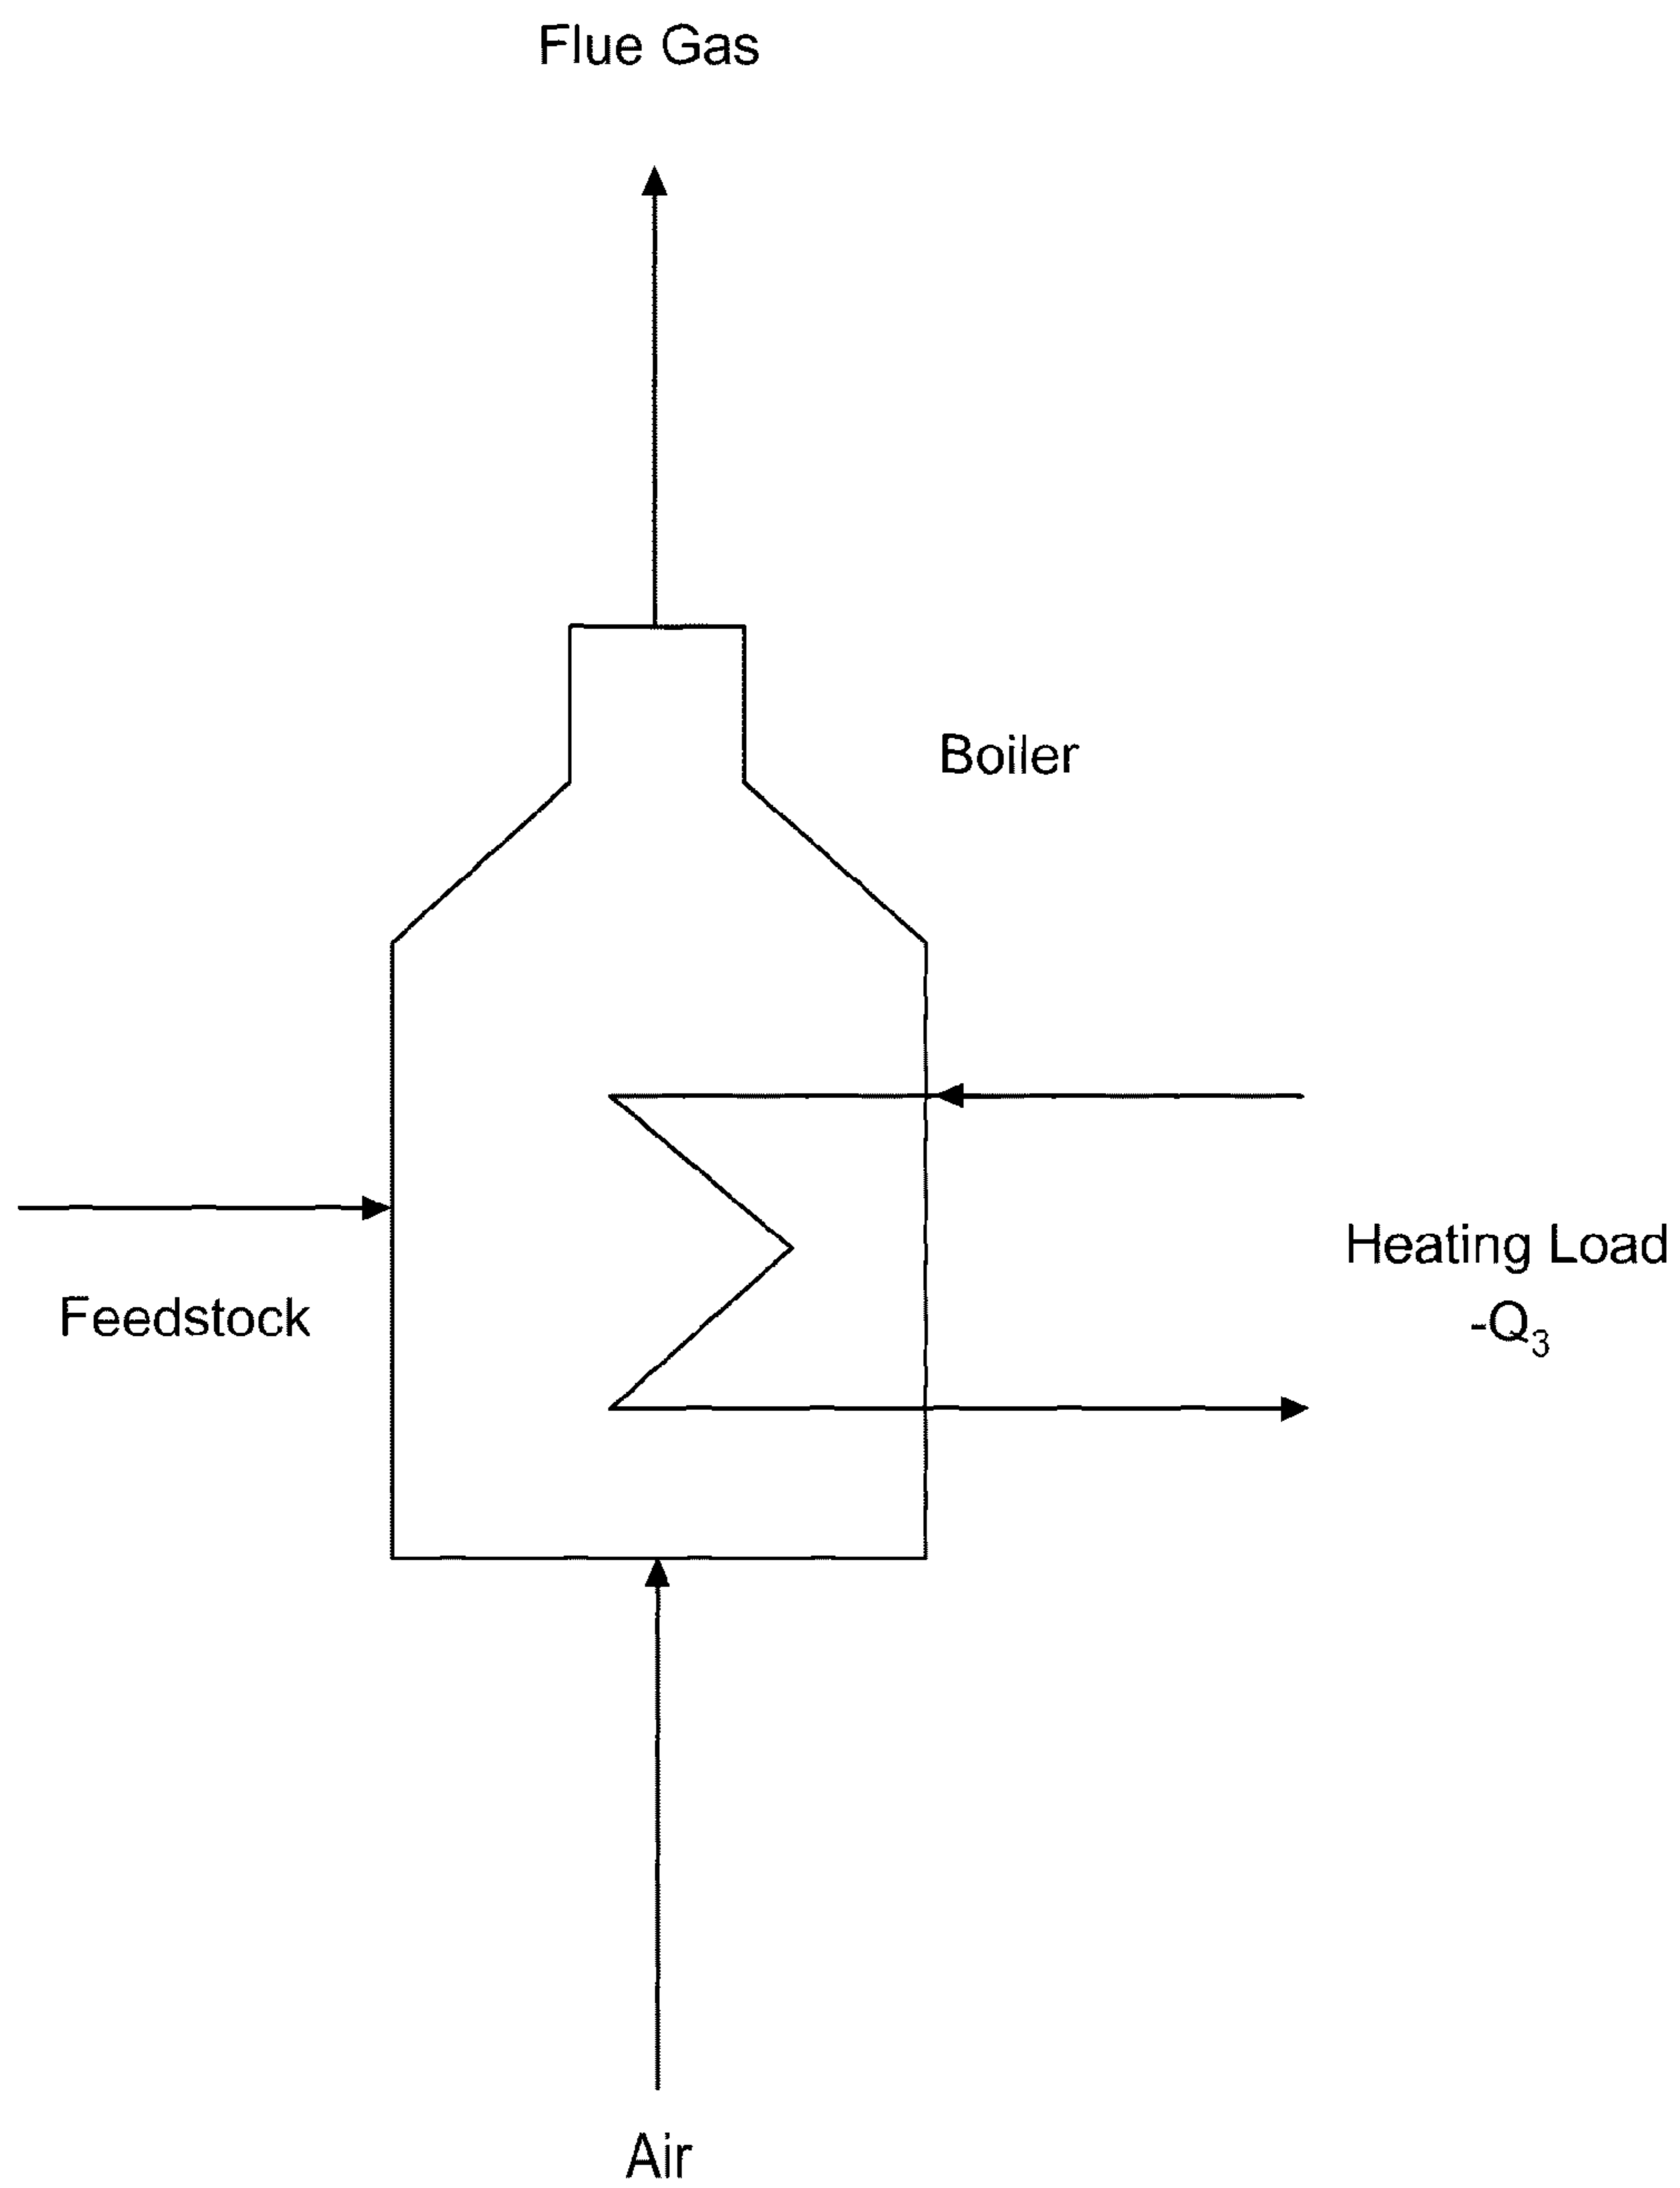 Flue Gas
Boiler
Feedstock
Heating Load
-Q₃
Air